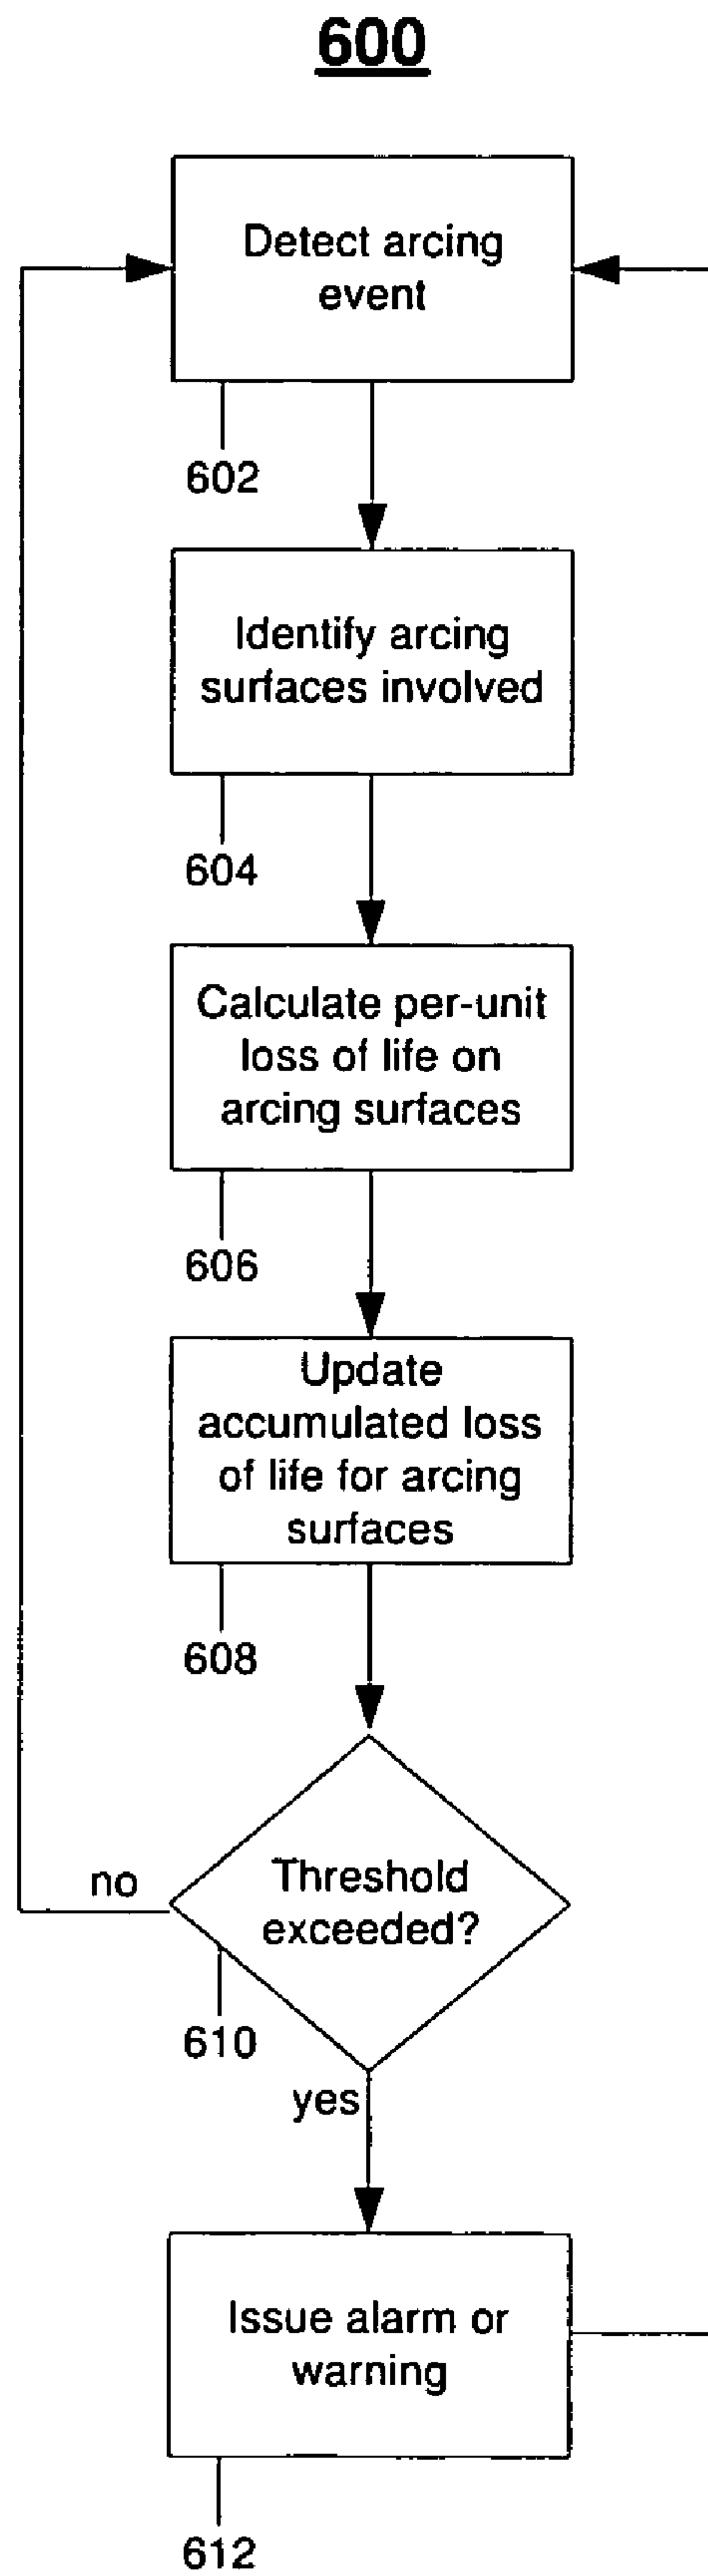 600
Detect arcing
event
602
Identify arcing
surfaces involved
604
Calculate per-unit
loss of life on
arcing surfaces
606
Update
accumulated loss
of life for arcing
surfaces
608
Threshold
exceeded?
no
610
yes
Issue alarm or
warning
612